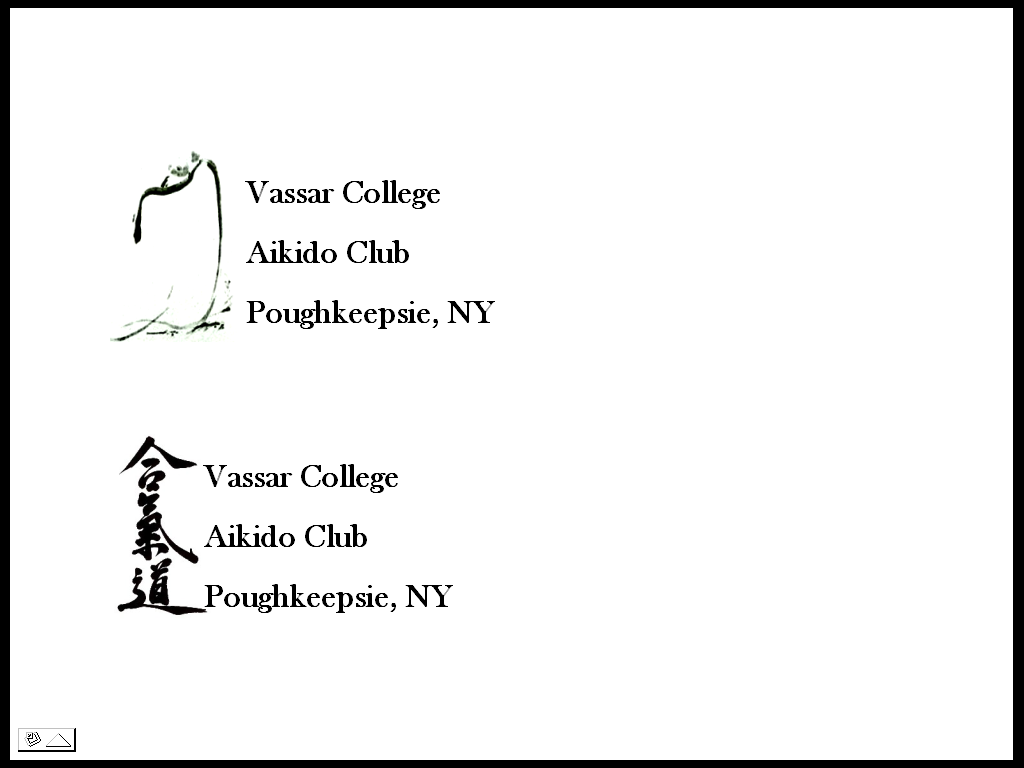 Vassar College
Aikido Club
Poughkeepsie, NY
合氣道
Vassar College
Aikido Club
Poughkeepsie, NY